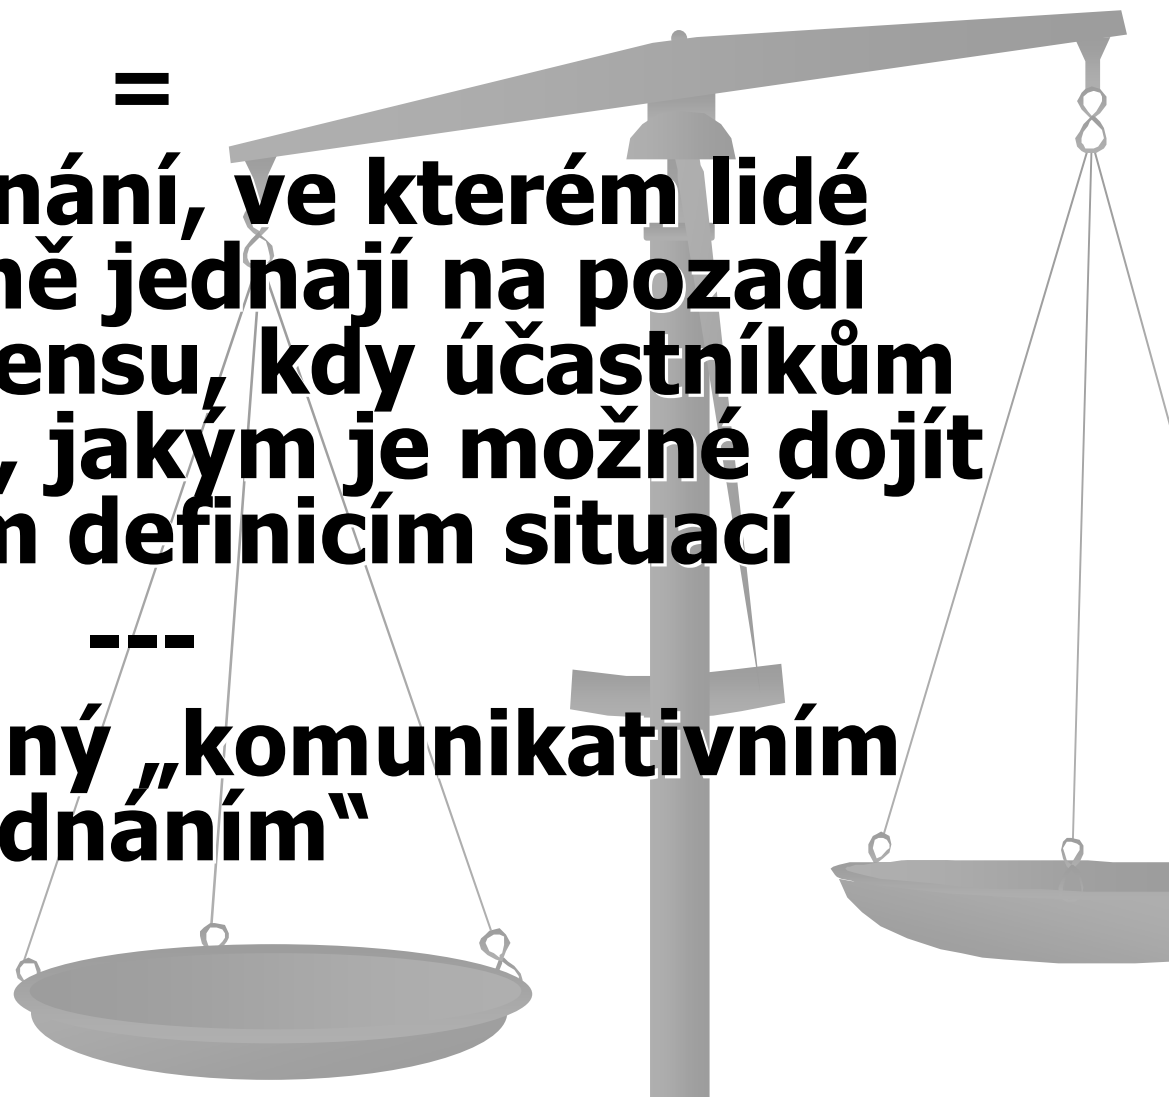 =
nání, ve kterém lidé
ně jednají na pozadí
ensu, kdy účastníkům
, jakým je možné dojít
m definicím situací
---
ný „komunikativním
dnáním“